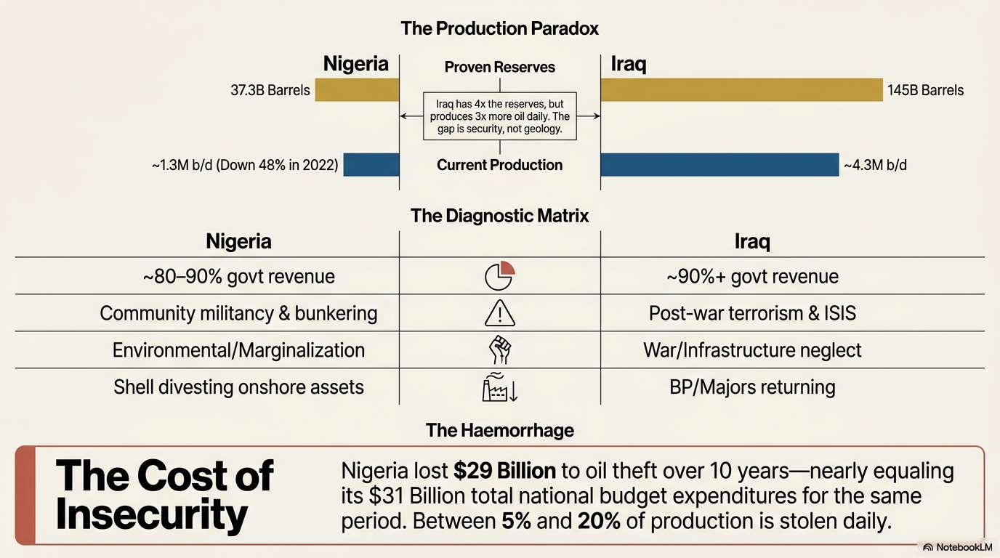 The Production Paradox
Nigeria
Proven Reserves
Iraq
37.3B Barrels
145B Barrels
Iraq has 4x the reserves, but
produces 3x more oil daily. The
gap is security, not geology.
~1.3M b/d (Down 48% in 2022)
Current Production
~4.3M b/d
The Diagnostic Matrix
Nigeria
Iraq
~80–90% govt revenue
~90%+ govt revenue
Community militancy & bunkering
Post-war terrorism & ISIS
Environmental/Marginalization
War/Infrastructure neglect
Shell divesting onshore assets
BP/Majors returning
The Haemorrhage
The Cost of
Insecurity
Nigeria lost $29 Billion to oil theft over 10 years—nearly equaling
its $31 Billion total national budget expenditures for the same
period. Between 5% and 20% of production is stolen daily.
NotebookLM